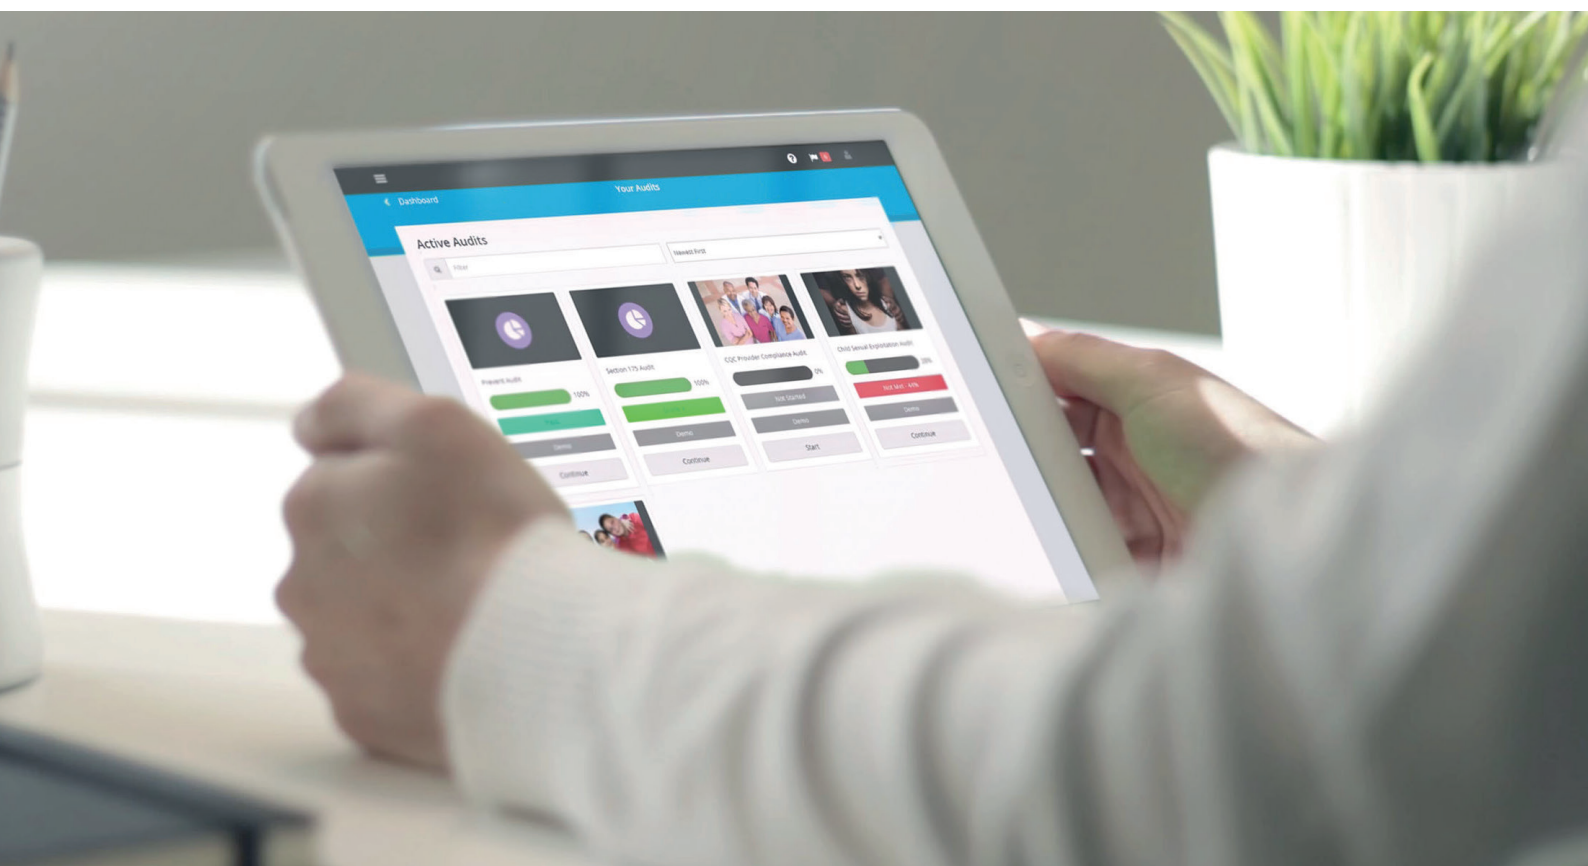 Your Audits
Dashboard
Active Audits
Filter
Newest First
Prevent Audit
100%
Demo
Continue
Section 175 Audit
100%
Demo
Continue
CQC Provider Compliance Audit
0%
Not Started
Demo
Start
Child Sexual Exploitation Audit
Demo
Continue